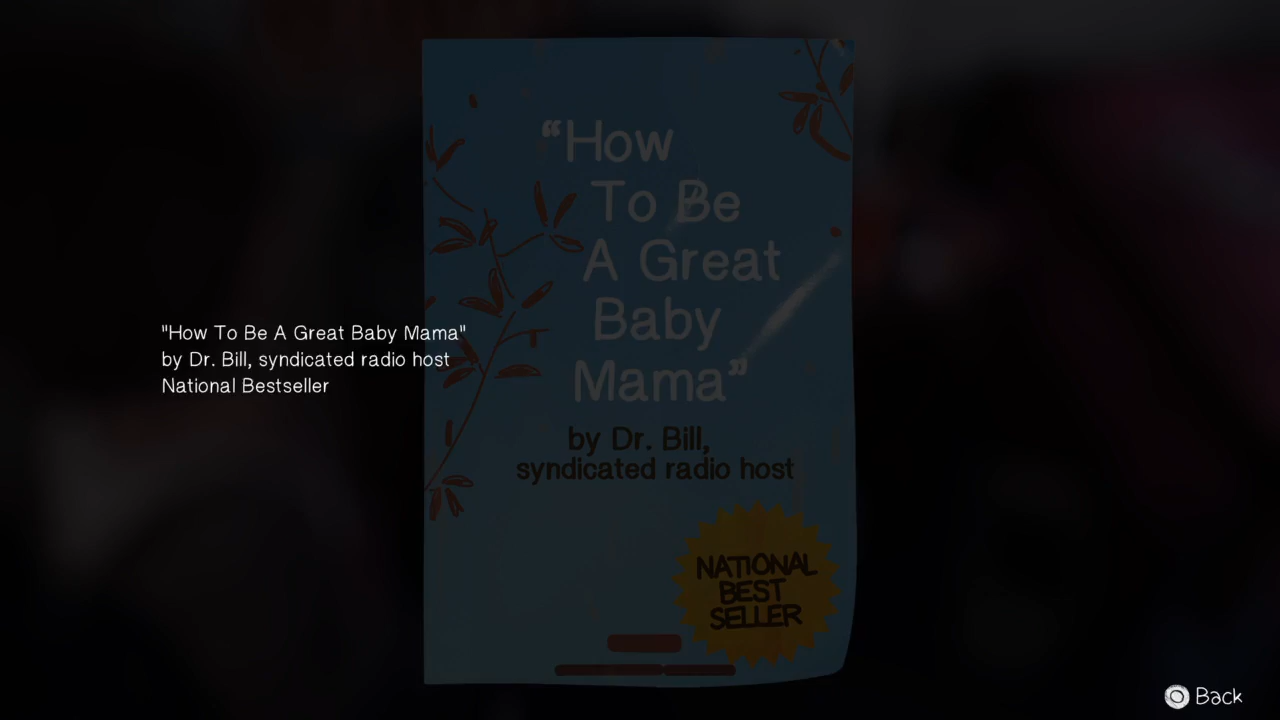 "How To Be A Great Baby Mama"
by Dr. Bill, syndicated radio host
National Bestseller
“How
To Be
A Great
Baby
Mama”
by Dr. Bill,
syndicated radio host
NATIONAL
BEST
SELLER
Back